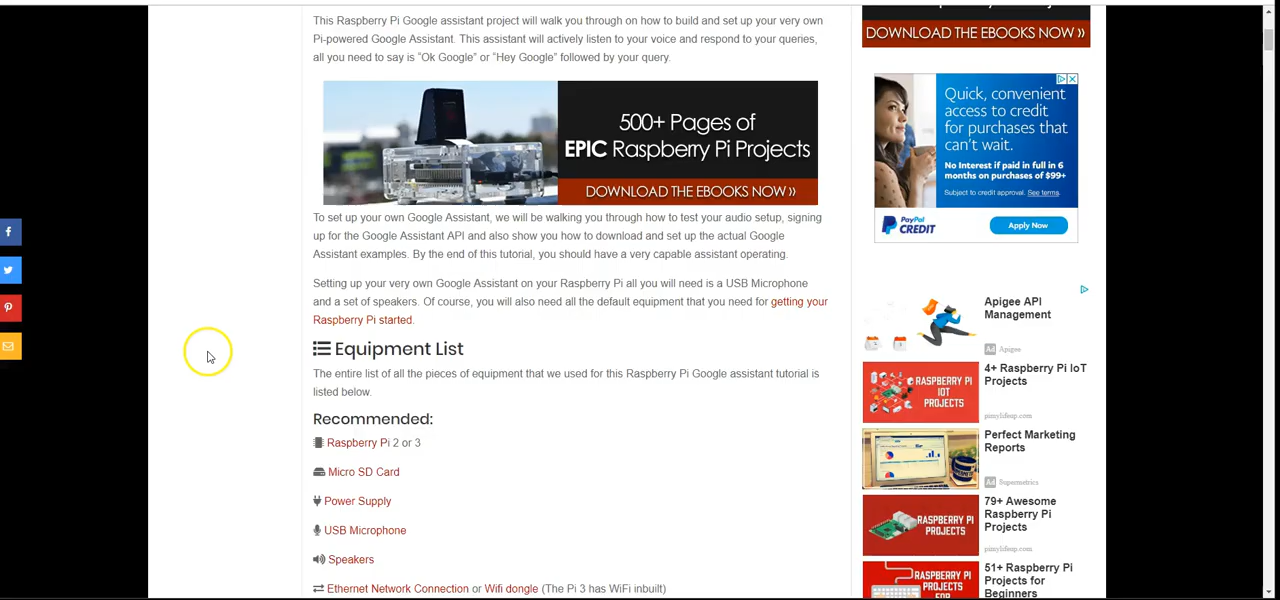 This Raspberry Pi Google assistant project will walk you through on how to build and set up your very own
Pi-powered Google Assistant. This assistant will actively listen to your voice and respond to your queries,
all you need to say is “Ok Google” or “Hey Google” followed by your query.
500+ Pages of
EPIC Raspberry Pi Projects
DOWNLOAD THE EBOOKS NOW »
To set up your own Google Assistant, we will be walking you through how to test your audio setup, signing
up for the Google Assistant API and also show you how to download and set up the actual Google
Assistant examples. By the end of this tutorial, you should have a very capable assistant operating.
Setting up your very own Google Assistant on your Raspberry Pi all you will need is a USB Microphone
and a set of speakers. Of course, you will also need all the default equipment that you need for getting your
Raspberry Pi started.
Equipment List
The entire list of all the pieces of equipment that we used for this Raspberry Pi Google assistant tutorial is
listed below.
Recommended:
Raspberry Pi 2 or 3
Micro SD Card
Power Supply
USB Microphone
Speakers
Ethernet Network Connection or Wifi dongle (The Pi 3 has WiFi inbuilt)
DOWNLOAD THE EBOOKS NOW »
Quick, convenient
access to credit
for purchases that
can't wait.
No Interest if paid in full in 6
months on purchases of $99+
Subject to credit approval. See terms.
PayPal
CREDIT
Apply Now
Apigee API
Management
Ad Apigee
RASPBERRY PI
IOT
PROJECTS
4+ Raspberry Pi IoT
Projects
pimylifeup.com
Perfect Marketing
Reports
Ad Supermetrics
RASPBERRY PI
PROJECTS
79+ Awesome
Raspberry Pi
Projects
pimylifeup.com
RASPBERRY PI
PROJECTS FOR
51+ Raspberry Pi
Projects for
Beginners